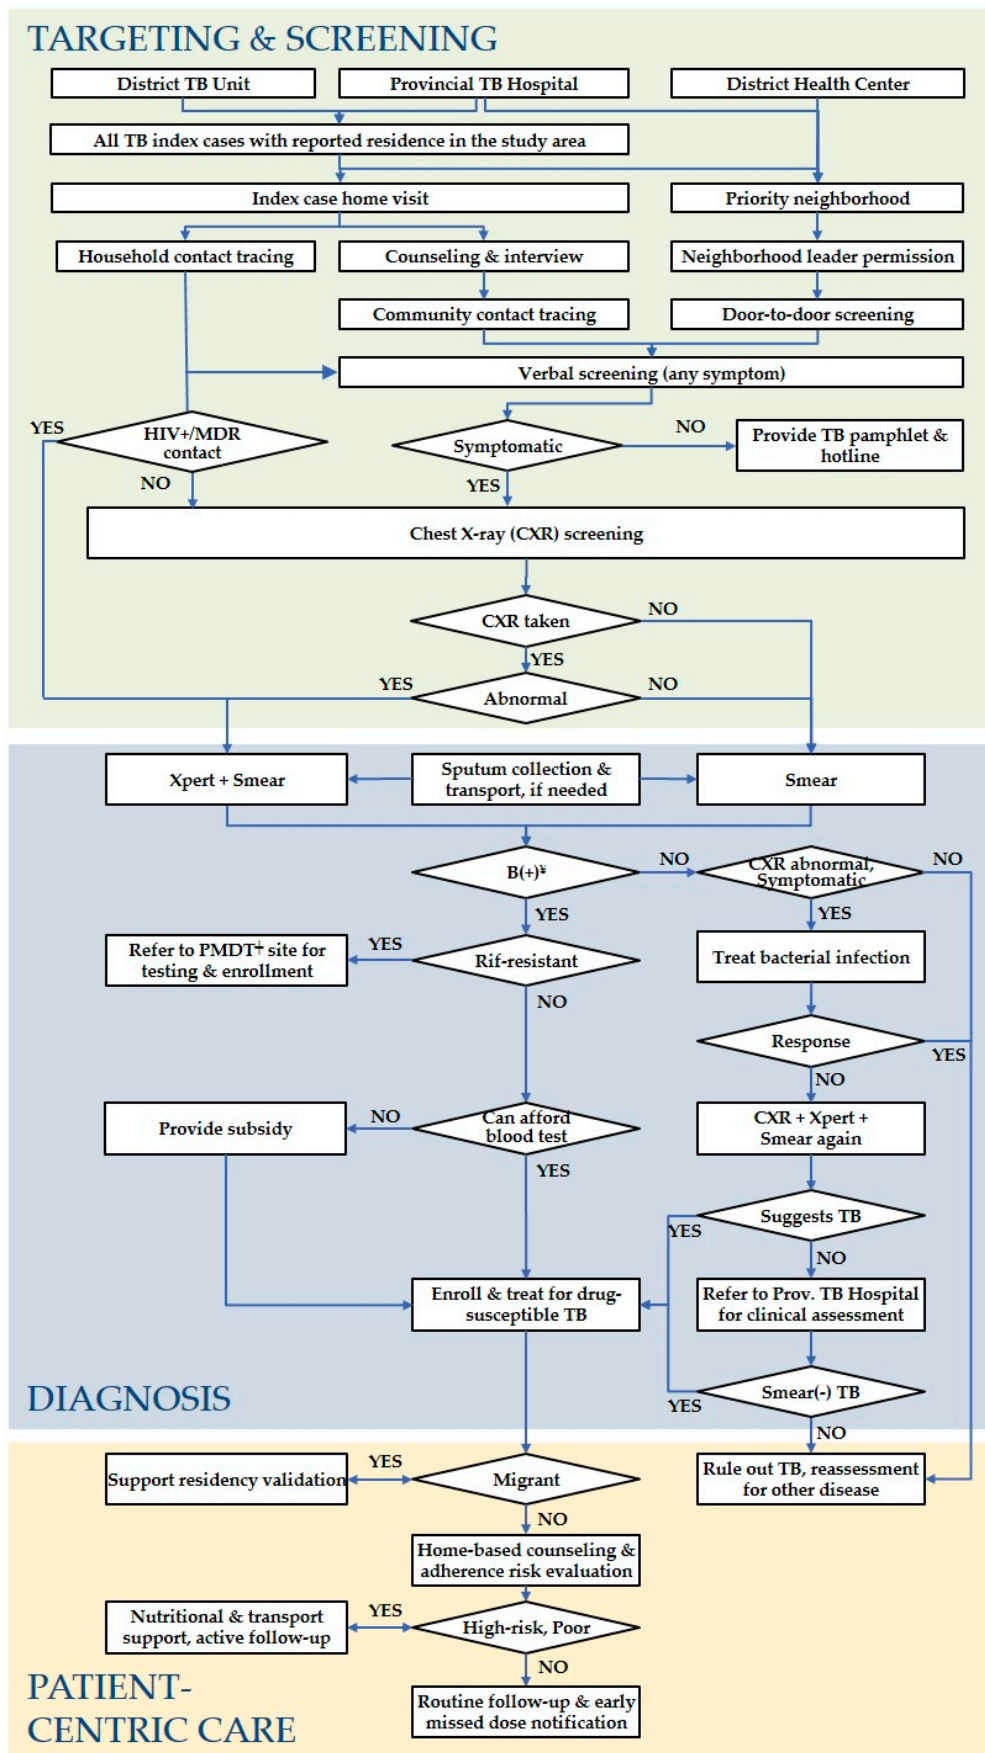 TARGETING & SCREENING
District TB Unit
Provincial TB Hospital
District Health Center
All TB index cases with reported residence in the study area
Index case home visit
Priority neighborhood
Household contact tracing
Counseling & interview
Neighborhood leader permission
Community contact tracing
Door-to-door screening
Verbal screening (any symptom)
YES
HIV+/MDR
contact
NO
Symptomatic
NO
Provide TB pamphlet &
hotline
YES
Chest X-ray (CXR) screening
CXR taken
NO
YES
YES
Abnormal
NO
Xpert + Smear
Sputum collection &
transport, if needed
Smear
B(+)¥
NO
CXR abnormal,
Symptomatic
NO
YES
YES
Refer to PMDT‡ site for
testing & enrollment
YES
Rif-resistant
Treat bacterial infection
NO
Response
YES
NO
Provide subsidy
NO
Can afford
blood test
CXR + Xpert +
Smear again
YES
Suggests TB
YES
NO
Enroll & treat for drug-
susceptible TB
Refer to Prov. TB Hospital
for clinical assessment
Smear(-) TB
YES
NO
DIAGNOSIS
Support residency validation
YES
Migrant
Rule out TB, reassessment
for other disease
NO
Home-based counseling &
adherence risk evaluation
Nutritional & transport
support, active follow-up
YES
High-risk, Poor
NO
Routine follow-up & early
missed dose notification
PATIENT-
CENTRIC CARE